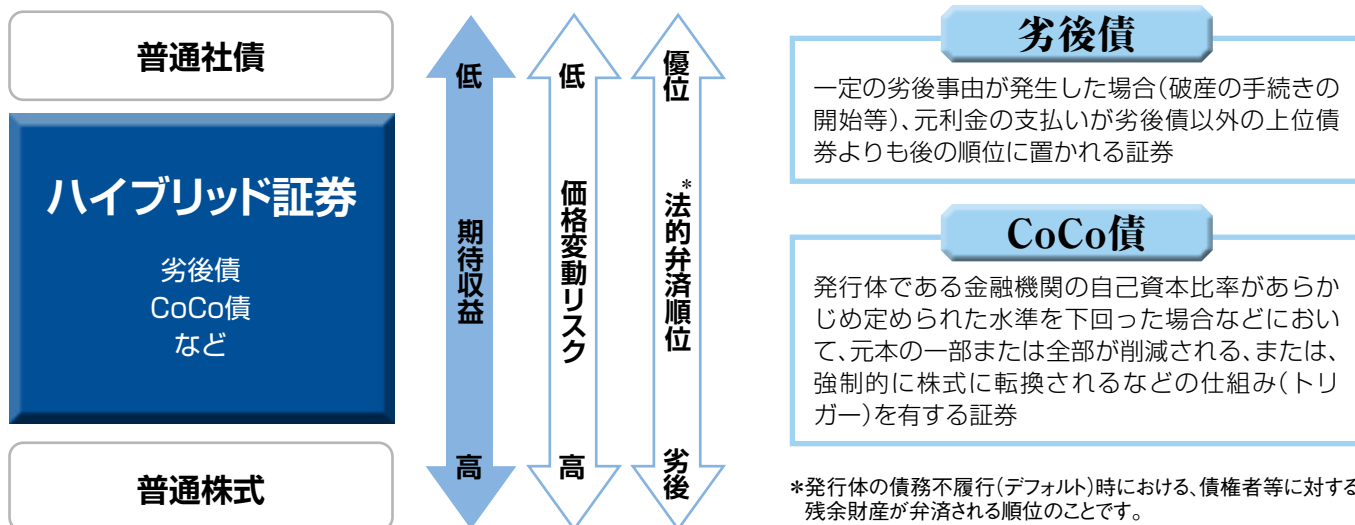 普通社債
ハイブリッド証券
劣後債
CoCo債
など
普通株式
低
期待収益
高
低
価格変動リスク
高
優位
*法的弁済順位
劣後
劣後債
一定の劣後事由が発生した場合(破産の手続きの
開始等)、元利金の支払いが劣後債以外の上位債
券よりも後の順位に置かれる証券
CoCo債
発行体である金融機関の自己資本比率があらか
じめ定められた水準を下回った場合などにおい
て、元本の一部または全部が削減される、または、
強制的に株式に転換されるなどの仕組み(トリ
ガー)を有する証券
*発行体の債務不履行(デフォルト)時における、債権者等に対する
残余財産が弁済される順位のことです。